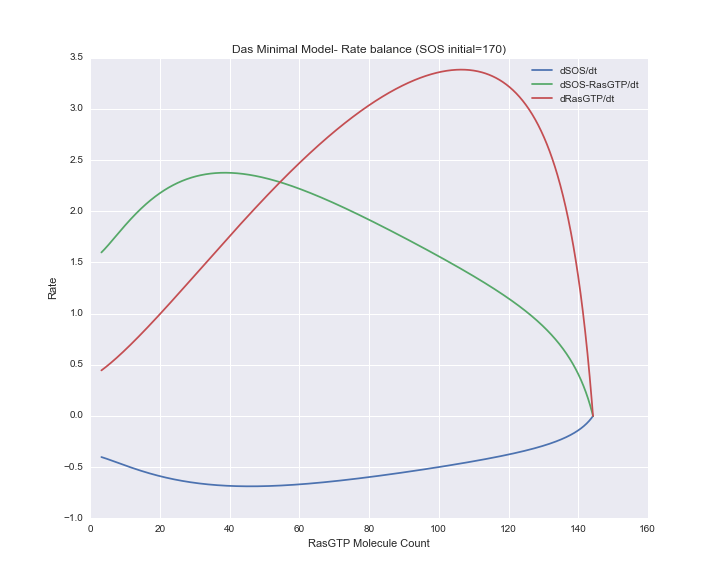 Das Minimal Model- Rate balance (SOS initial=170)
dSOS/dt
dSOS-RasGTP/dt
dRasGTP/dt
3.5
3.0
2.5
2.0
1.5
1.0
0.5
0.0
−0.5
−1.0
Rate
0 20 40 60 80 100 120 140 160
RasGTP Molecule Count